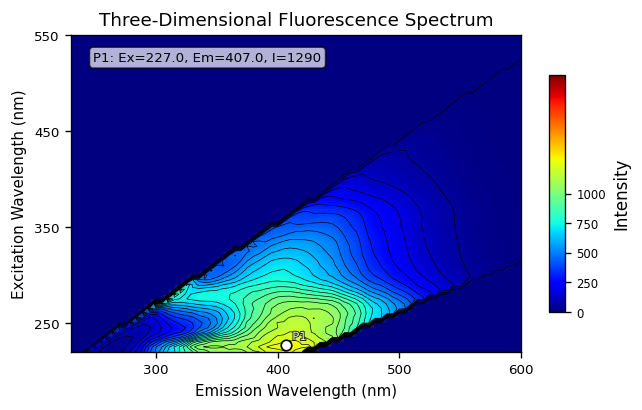 Three-Dimensional Fluorescence Spectrum
P1: Ex=227.0, Em=407.0, I=1290
P1
550
450
350
250
300
400
500
600
Excitation Wavelength (nm)
Emission Wavelength (nm)
1000
750
500
250
0
Intensity